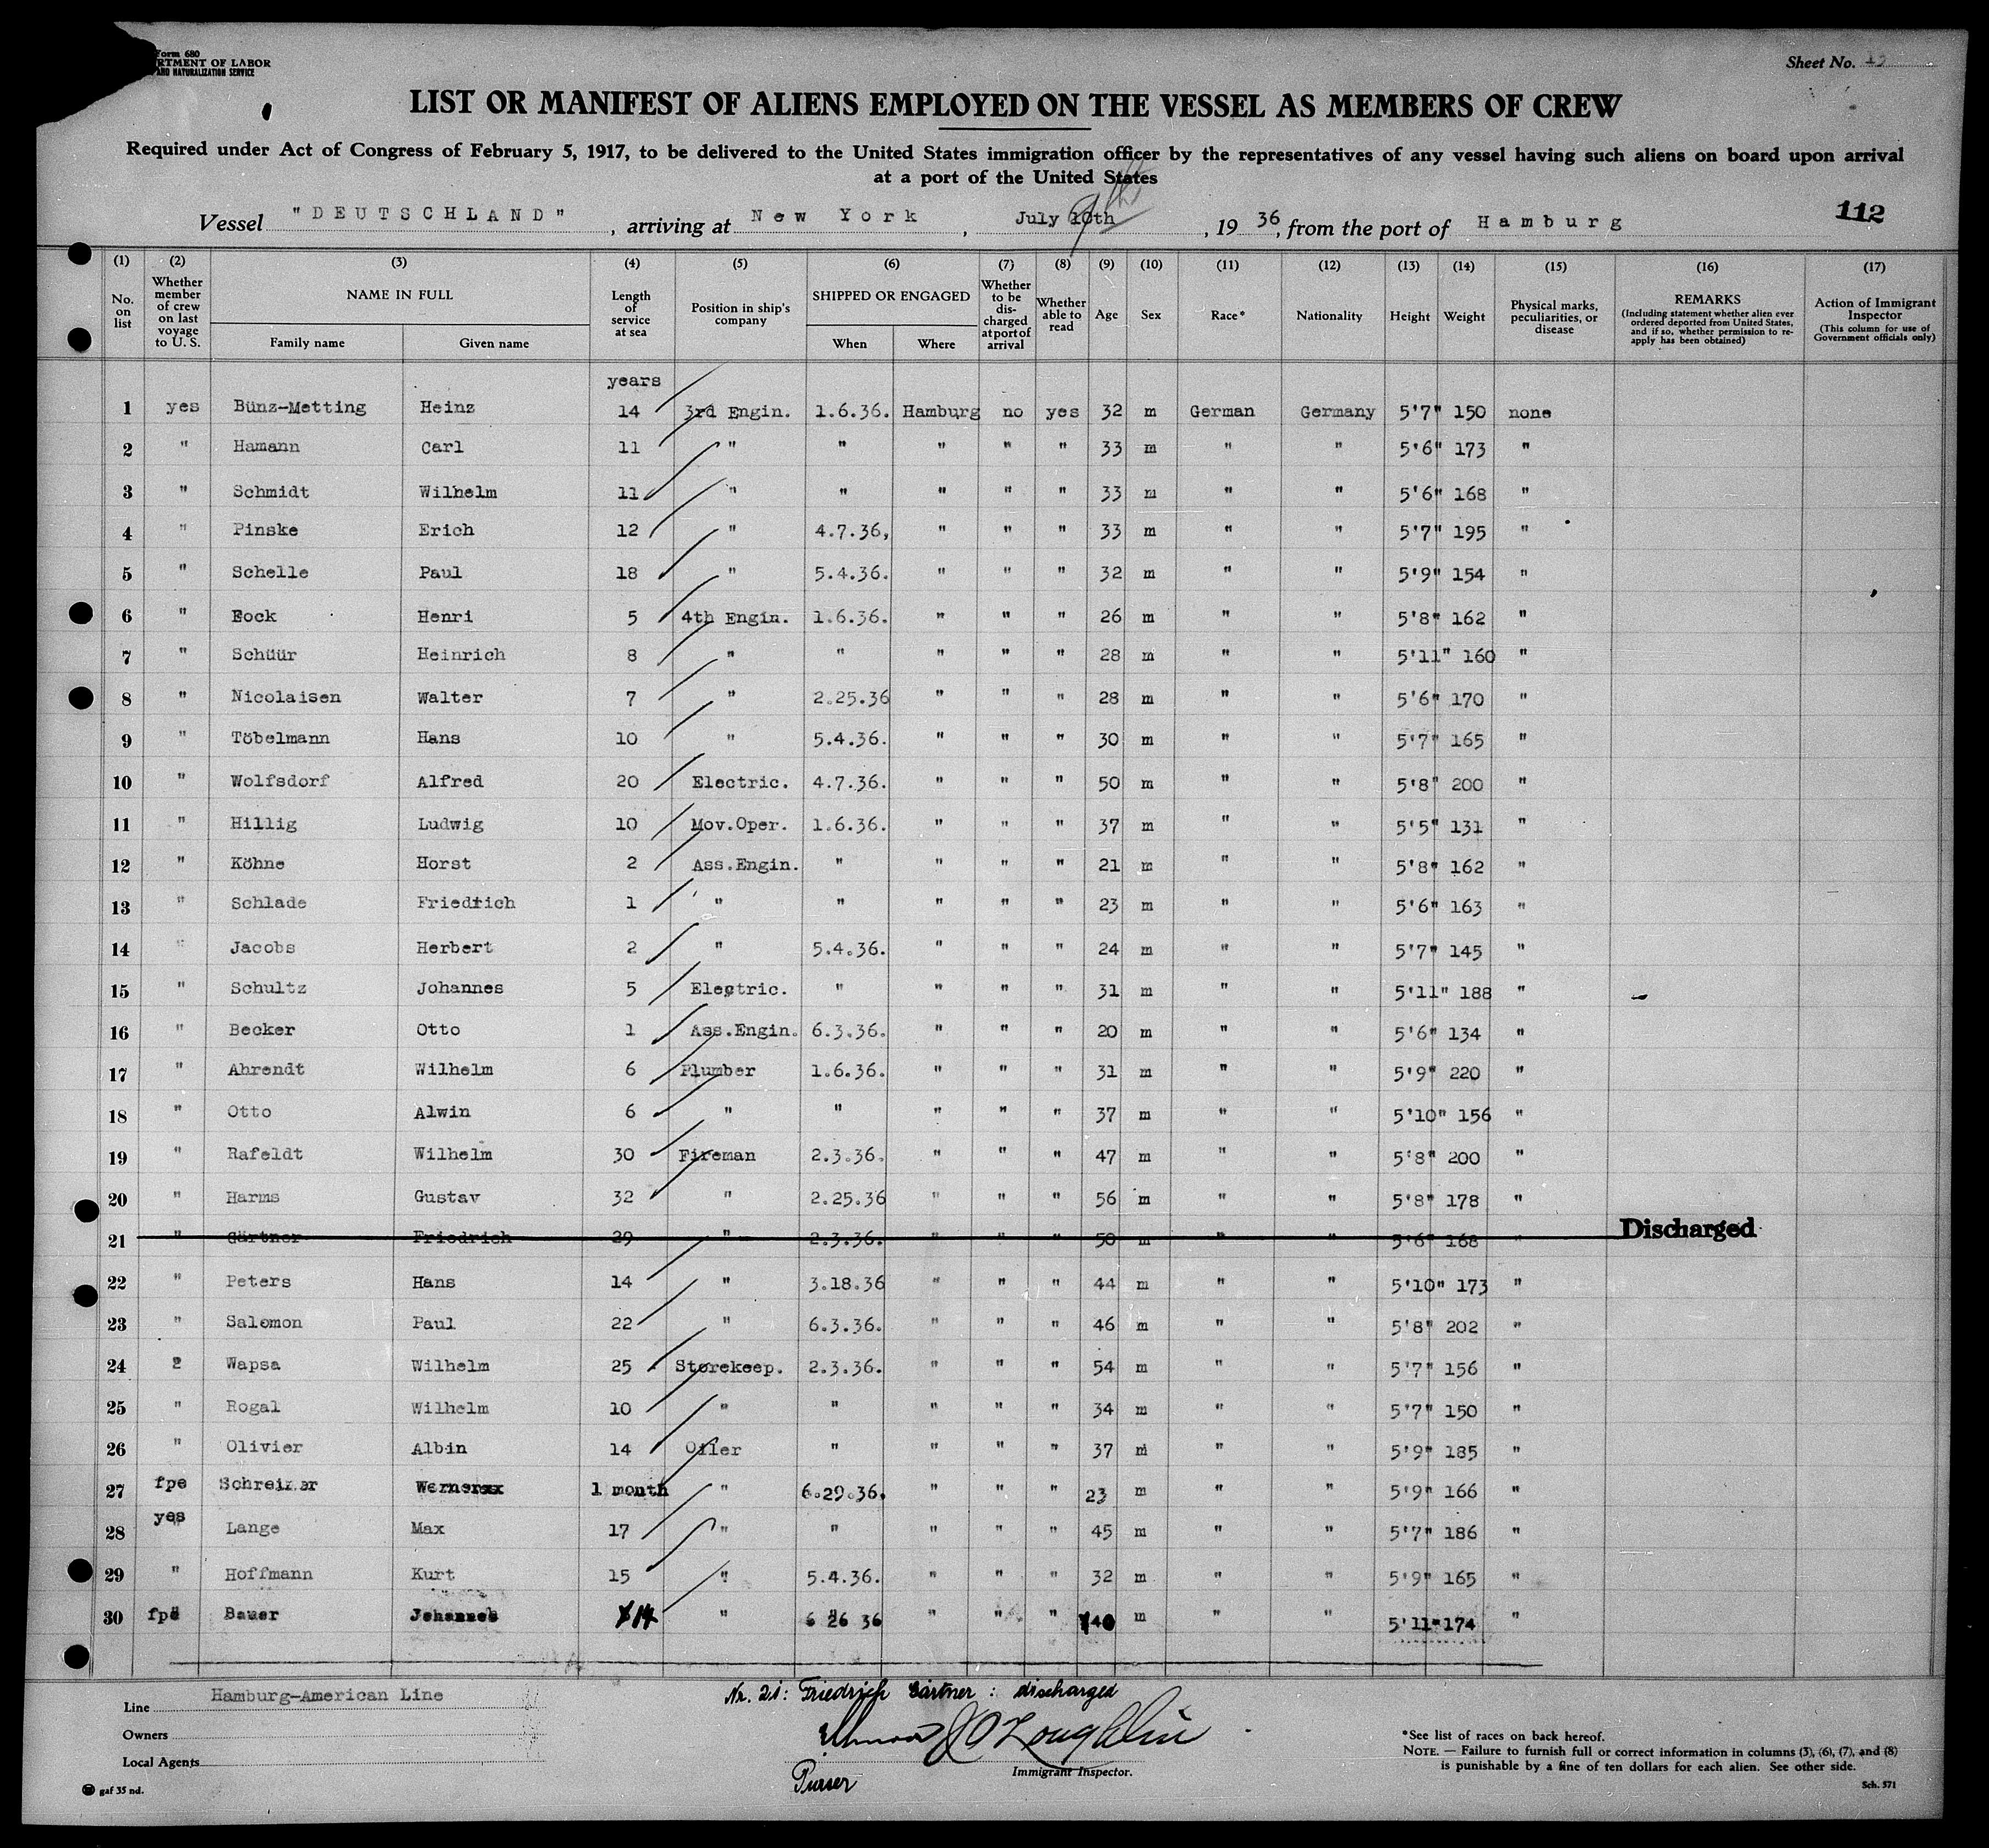 Form 680
RTMENT OF LABOR
AND NATURALIZATION SERVICE
Sheet No.
LIST OR MANIFEST OF ALIENS EMPLOYED ON THE VESSEL AS MEMBERS OF CREW
Required under Act of Congress of February 5, 1917, to be delivered to the United States immigration officer by the representatives of any vessel having such aliens on board upon arrival
at a port of the United States
Vessel "DEUTSCHLAND", arriving at New York, July 10th 9th, 1936, from the port of Hamburg 112
(1) (2) (3) (4) (5) (6) (7) (8) (9) (10) (11) (12) (13) (14) (15) (16) (17)
No. on list
Whether member of crew on last voyage to U. S.
NAME IN FULL
Family name Given name
Length of service at sea
Position in ship's company
SHIPPED OR ENGAGED
When Where
Whether to be discharged at port of arrival
Whether able to read
Age Sex Race* Nationality Height Weight
Physical marks, peculiarities, or disease
REMARKS
(Including statement whether alien ever ordered deported from United States, and if so, whether permission to reapply has been obtained)
Action of Immigrant Inspector
(This column for use of Government officials only)
years
1 yes Bünz-Metting Heinz 14 3rd Engin. 1.6.36. Hamburg no yes 32 m German Germany 5'7" 150 none
2 " Hamann Carl 11 " " " " " 33 m " " 5'6" 173 "
3 " Schmidt Wilhelm 11 " " " " " 33 m " " 5'6" 168 "
4 " Pinske Erich 12 " 4.7.36, " " " 33 m " " 5'7" 195 "
5 " Schelle Paul 18 " 5.4.36. " " " 32 m " " 5'9" 154 "
6 " Fock Henri 5 4th Engin. 1.6.36. " " " 26 m " " 5'8" 162 "
7 " Schüür Heinrich 8 " " " " " 28 m " " 5'11" 160 "
8 " Nicolaisen Walter 7 " 2.25.36 " " " 28 m " " 5'6" 170 "
9 " Töbelmann Hans 10 " 5.4.36. " " " 30 m " " 5'7" 165 "
10 " Wolfsdorf Alfred 20 Electric. 4.7.36. " " " 50 m " " 5'8" 200 "
11 " Hillig Ludwig 10 Mov.Oper. 1.6.36. " " " 37 m " " 5'5" 131 "
12 " Köhne Horst 2 Ass.Engin. " " " " 21 m " " 5'8" 162 "
13 " Schlade Friedrich 1 " " " " " 23 m " " 5'6" 163 "
14 " Jacobs Herbert 2 " 5.4.36. " " " 24 m " " 5'7" 145 "
15 " Schultz Johannes 5 Electric. " " " " 31 m " " 5'11" 188 "
16 " Becker Otto 1 Ass.Engin. 6.3.36. " " " 20 m " " 5'6" 134 "
17 " Ahrendt Wilhelm 6 Plumber 1.6.36. " " " 31 m " " 5'9" 220 "
18 " Otto Alwin 6 " " " " " 37 m " " 5'10" 156 "
19 " Rafeldt Wilhelm 30 Fireman 2.3.36. " " " 47 m " " 5'8" 200 "
20 " Harms Gustav 32 " 2.25.36 " " " 56 m " " 5'8" 178 "
21 " Gärtner Friedrich 29 " 2.3.36. " " " 50 m " " 5'6" 168 " Discharged
22 " Peters Hans 14 " 3.18.36 " " " 44 m " " 5'10" 173 "
23 " Salomon Paul 22 " 6.3.36. " " " 46 m " " 5'8" 202 "
24 2 Wapsa Wilhelm 25 Storekeep. 2.3.36. " " " 54 m " " 5'7" 156 "
25 " Rogal Wilhelm 10 " " " " " 34 m " " 5'7" 150 "
26 " Olivier Albin 14 Oiler " " " " 37 m " " 5'9" 185 "
27 fpe Werner 1 month " 6.29.36. " " " 23 m " " 5'9" 166 "
28 yes Lange Max 17 " " " " " 45 m " " 5'7" 186 "
29 " Hoffmann Kurt 15 " 5.4.36. " " " 32 m " " 5'9" 165 "
30 fpe Bauer Johannes 14 " 6 26 36 " " " 40 m " " 5'11" 174 "
Line Hamburg-American Line
Owners
Local Agents
gaf 35 nd.
Nr. 21: Friedrich Gärtner: discharged
O'Loughlin
Purser
Immigrant Inspector.
*See list of races on back hereof.
NOTE. — Failure to furnish full or correct information in columns (3), (6), (7), and (8)
is punishable by a fine of ten dollars for each alien. See other side.
Sch. 571